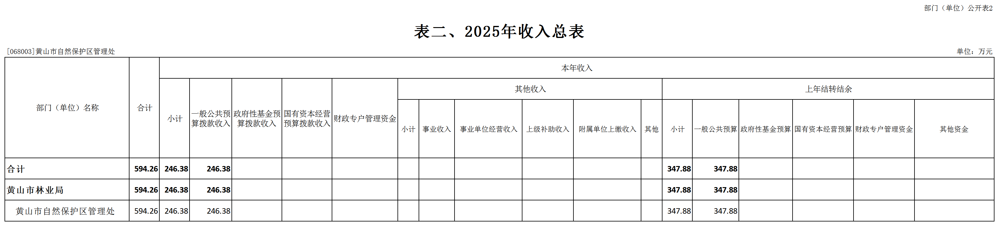 部门（单位）公开表2
表二、2025年收入总表
[068003]黄山市自然保护区管理处 单位：万元
部门（单位）名称 合计 本年收入
小计 一般公共预算拨款收入 政府性基金预算拨款收入 国有资本经营预算拨款收入 财政专户管理资金 其他收入 上年结转结余
小计 事业收入 事业单位经营收入 上级补助收入 附属单位上缴收入 其他 小计 一般公共预算 政府性基金预算 国有资本经营预算 财政专户管理资金 其他资金
合计 594.26 246.38 246.38 347.88 347.88
黄山市林业局 594.26 246.38 246.38 347.88 347.88
黄山市自然保护区管理处 594.26 246.38 246.38 347.88 347.88